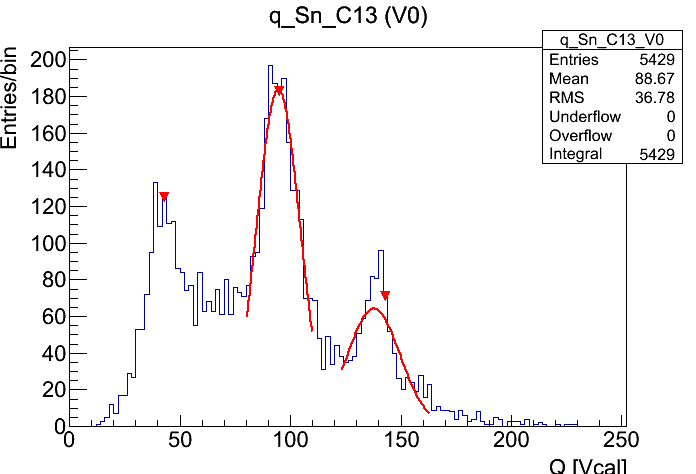 q_Sn_C13 (V0)
q_Sn_C13_V0
Entries 5429
Mean 88.67
RMS 36.78
Underflow 0
Overflow 0
Integral 5429
Entries/bin
200
180
160
140
120
100
80
60
40
20
0
0 50 100 150 200 250
Q [Vcal]